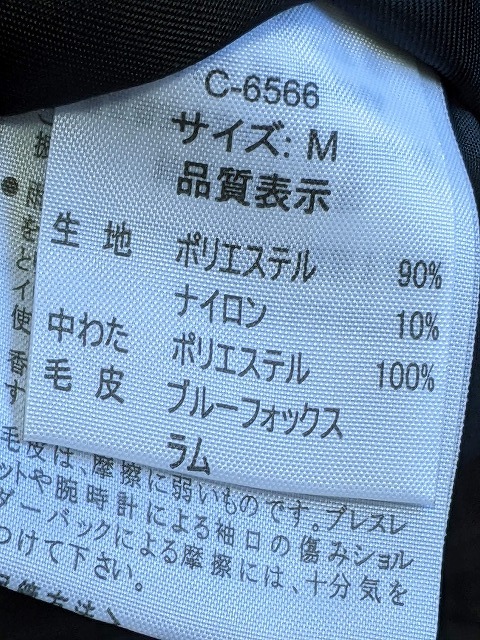 C-6566
サイズ: M
品質表示
生地 ポリエステル 90%
ナイロン 10%
中わた ポリエステル 100%
毛皮 ブルーフォックス
ラム
毛皮は、摩擦に弱いものです。ブレスレ
ットや腕時計による袖口の傷みショル
ダーバックによる摩擦には、十分気を
つけて下さい。